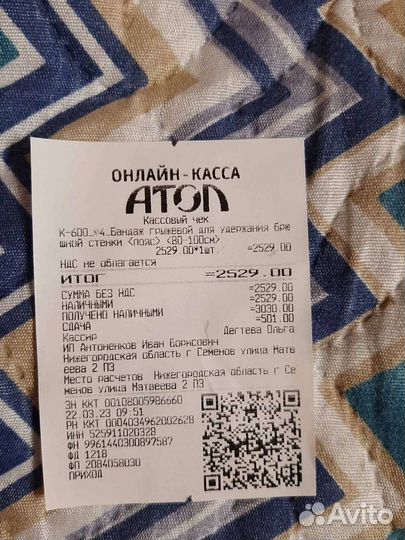 ОНЛАЙН-КАССА
АТОЛ
Кассовый чек
К-600_№4_Бандаж грыжевой для удержания брю
шной стенки <пояс> <80-100см>
2529.00*1шт. =2529.00
НДС не облагается
ИТОГ =2529.00
СУММА БЕЗ НДС =2529.00
НАЛИЧНЫМИ =2529.00
ПОЛУЧЕНО НАЛИЧНЫМИ =3030.00
СДАЧА =501.00
Кассир Дегтева Ольга
ИП Антоненков Иван Борисович
Нижегородская область г Семенов улица Матв
еева 2 П3
Место расчетов Нижегородская область г Се
менов улица Матвеева 2 П3
ЗН ККТ 00108005986660
22.03.23 09:51
РН ККТ 0004034962002628
ИНН 525911020328
ФН 9961440300897587
ФД 1218
ФП 2084058030
ПРИХОД
Avito